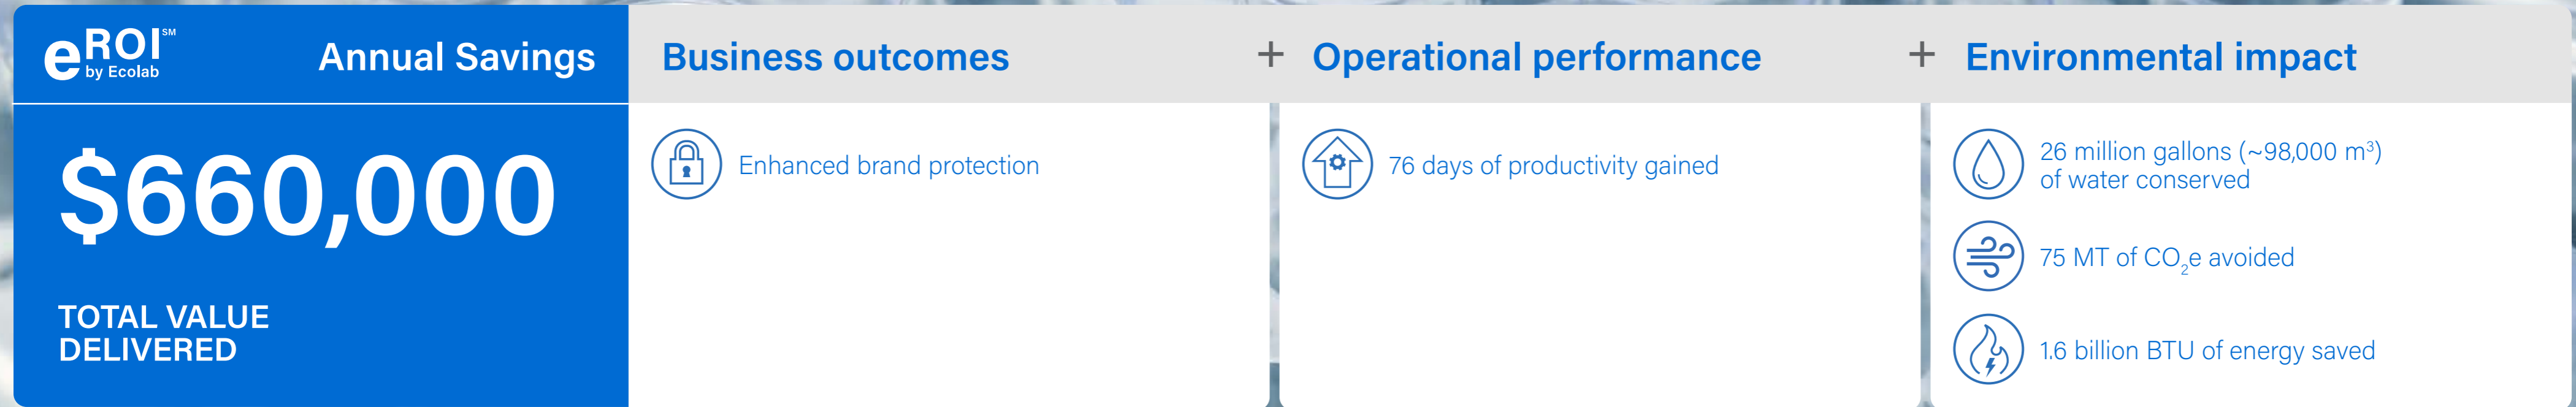 eROI℠
by Ecolab
Annual Savings
Business outcomes
+
Operational performance
+
Environmental impact
$660,000
TOTAL VALUE
DELIVERED
Enhanced brand protection
76 days of productivity gained
26 million gallons (~98,000 m³)
of water conserved
75 MT of CO₂e avoided
1.6 billion BTU of energy saved